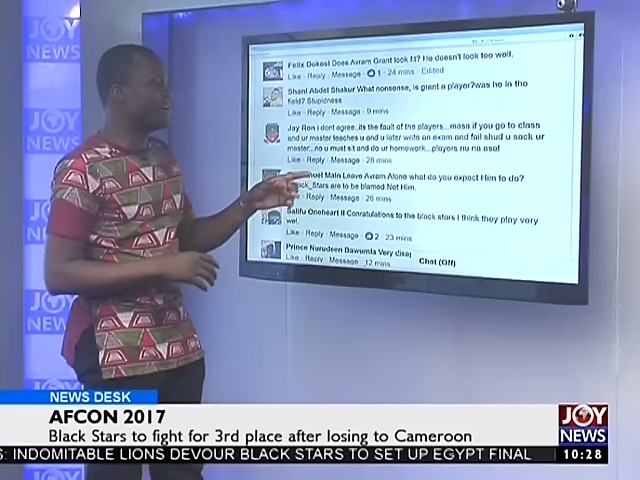 JOY
NEWS
JOY
NEWS
JOY
NEWS
JOY
NEWS
Felix Dokosi Does Avram Grant look fit? He doesn't look too well.
Like · Reply · Message · 1 · 24 mins · Edited
Shani Abdel Shakur What nonsense, is grant a player?was he in the
field? Stupidness
Like · Reply · Message · 9 mins
Jay Ron i dont agree..its the fault of the players...masa if you go to class
and ur master teaches u and u later write an exam and fail shud u sack ur
master...no u must sit and do ur homework...players nu na asa!
Like · Reply · Message · 28 mins
nuel Main Leave Avram Alone what do you expect Him to do?
ack_Stars are to be blamed Not Him.
Reply · Message · 26 mins
Salifu Oneheart II Conratulations to the black stars i think they play very
wel.
Like · Reply · Message · 2 · 23 mins
Prince Nurudeen Bawumla Very disap
Like · Reply · Message · 12 mins
Chat (Off)
NEWS DESK
AFCON 2017
Black Stars to fight for 3rd place after losing to Cameroon
JOY
NEWS
S: INDOMITABLE LIONS DEVOUR BLACK STARS TO SET UP EGYPT FINAL
10:28